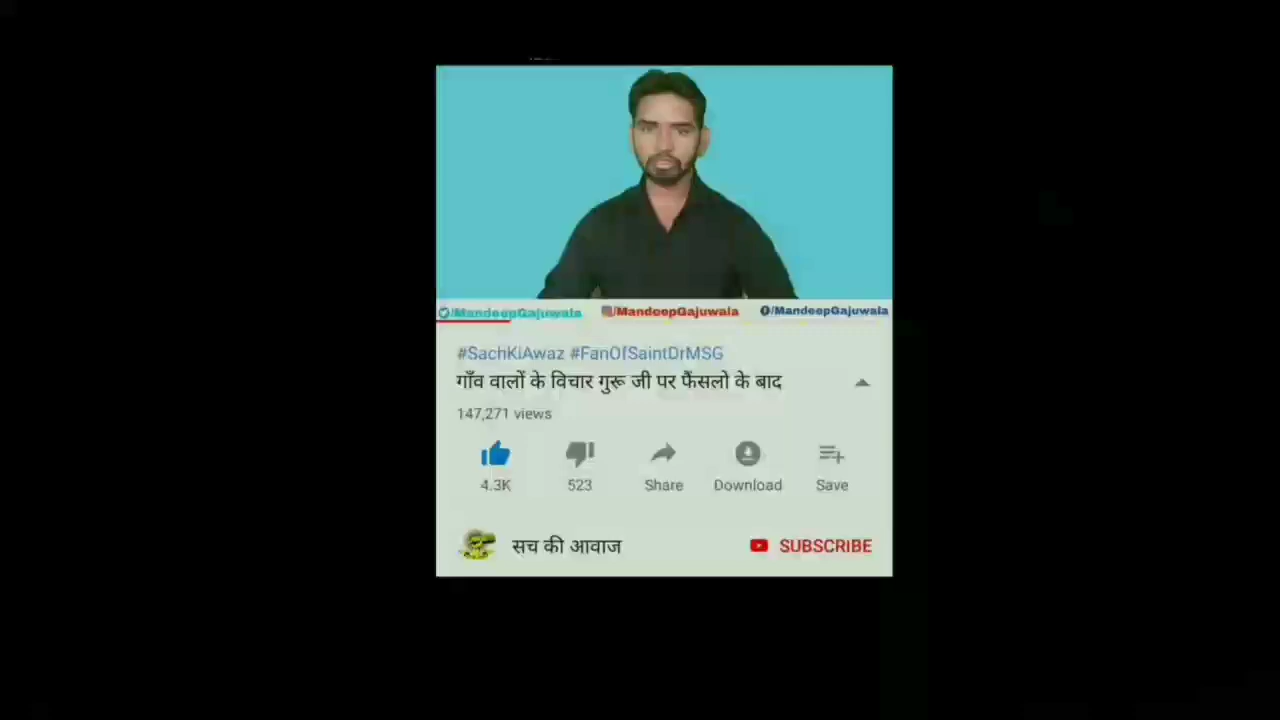 /MandeepGajuwala /MandeepGajuwala /MandeepGajuwala
#SachKiAwaz #FanOfSaintDrMSG
गाँव वालों के विचार गुरू जी पर फैंसलो के बाद
147,271 views
4.3K 523 Share Download Save
सच की आवाज SUBSCRIBE